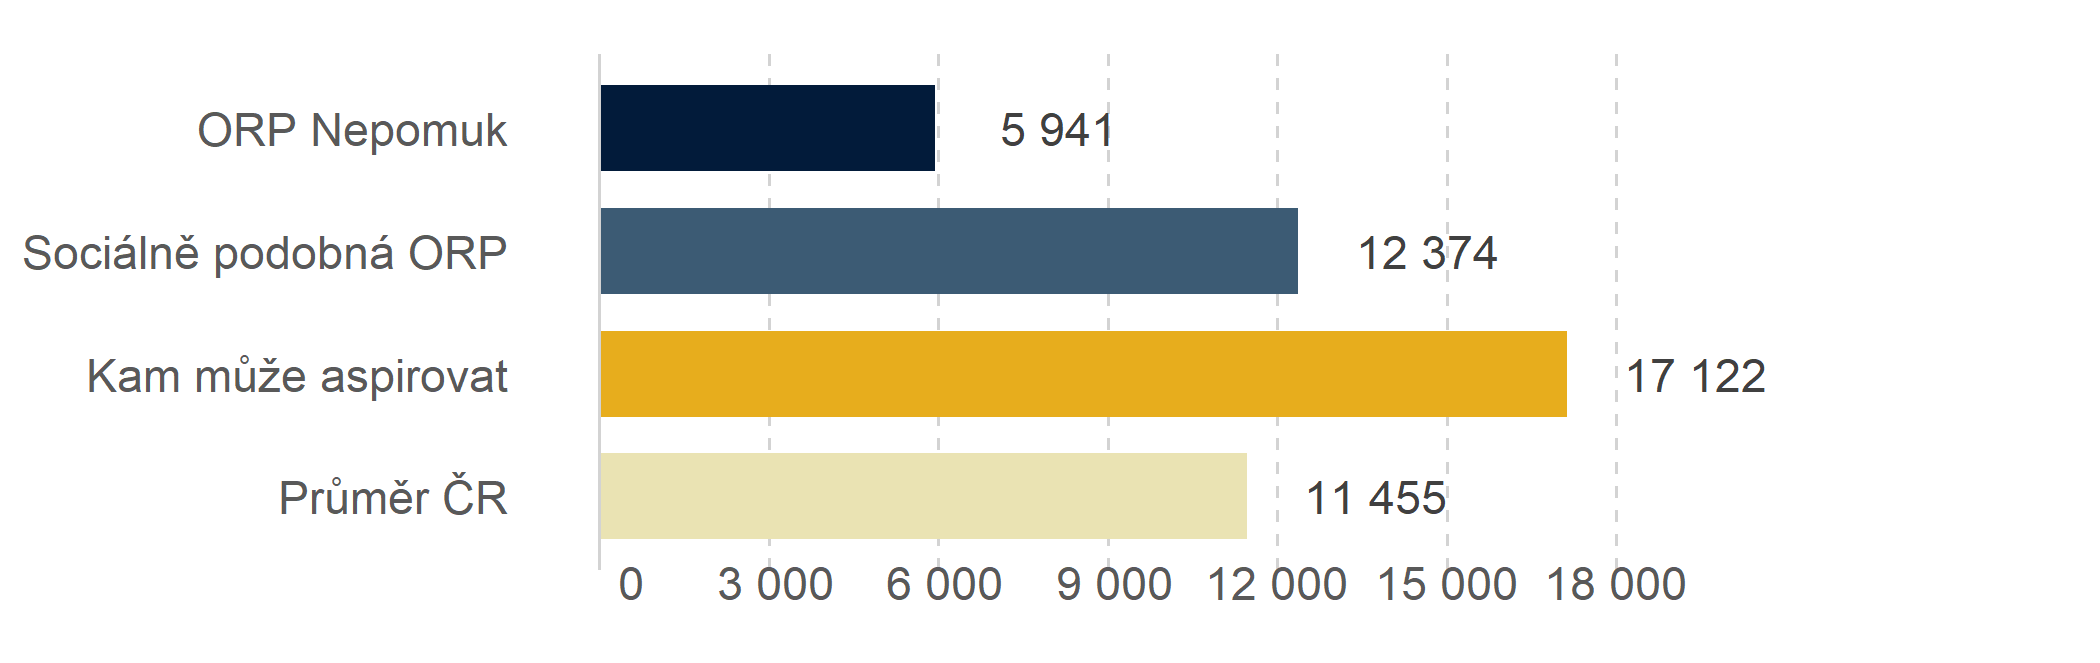 ORP Nepomuk 5 941
Sociálně podobná ORP 12 374
Kam může aspirovat 17 122
Průměr ČR 11 455
0 3 000 6 000 9 000 12 000 15 000 18 000